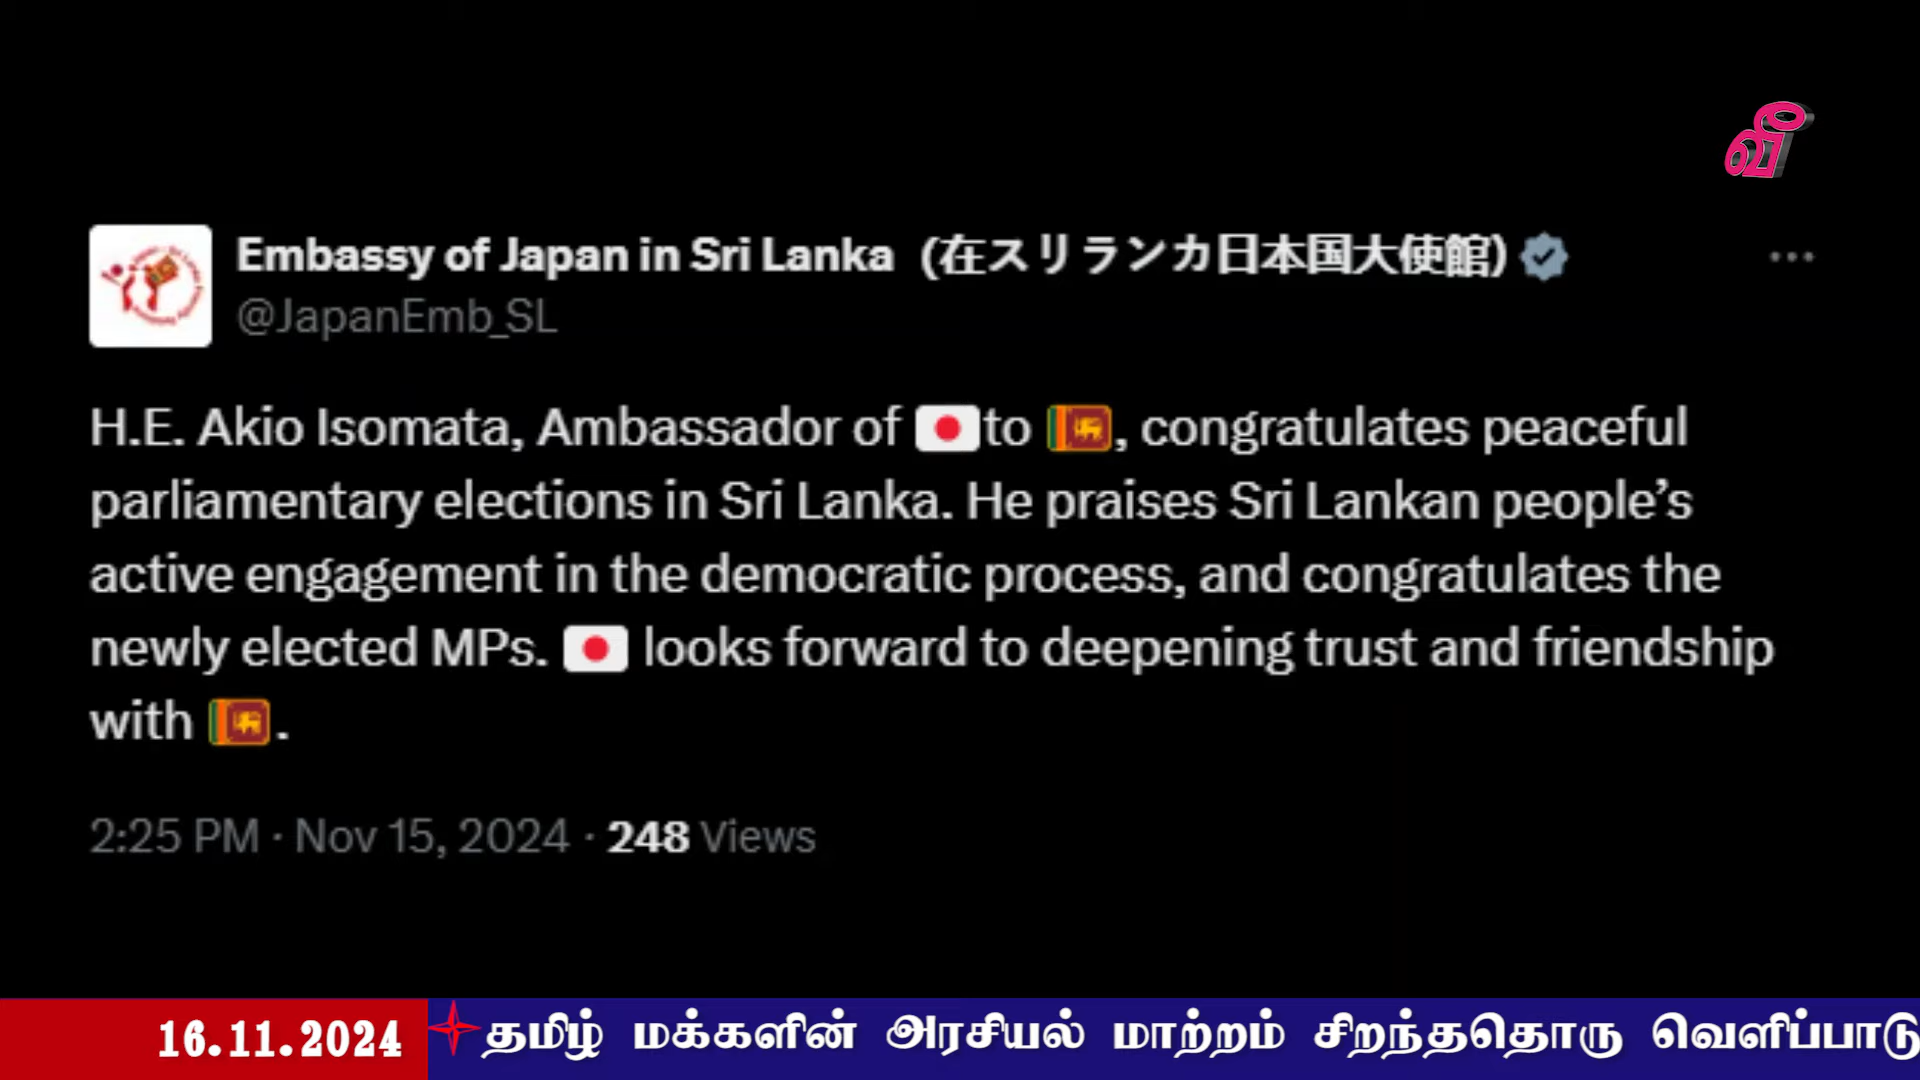 வீ
Embassy of Japan in Sri Lanka (在スリランカ日本国大使館)
@JapanEmb_SL
H.E. Akio Isomata, Ambassador of 🇯🇵to 🇱🇰, congratulates peaceful
parliamentary elections in Sri Lanka. He praises Sri Lankan people’s
active engagement in the democratic process, and congratulates the
newly elected MPs. 🇯🇵 looks forward to deepening trust and friendship
with 🇱🇰.
2:25 PM · Nov 15, 2024 · 248 Views
16.11.2024 தமிழ் மக்களின் அரசியல் மாற்றம் சிறந்ததொரு வெளிப்பாடு